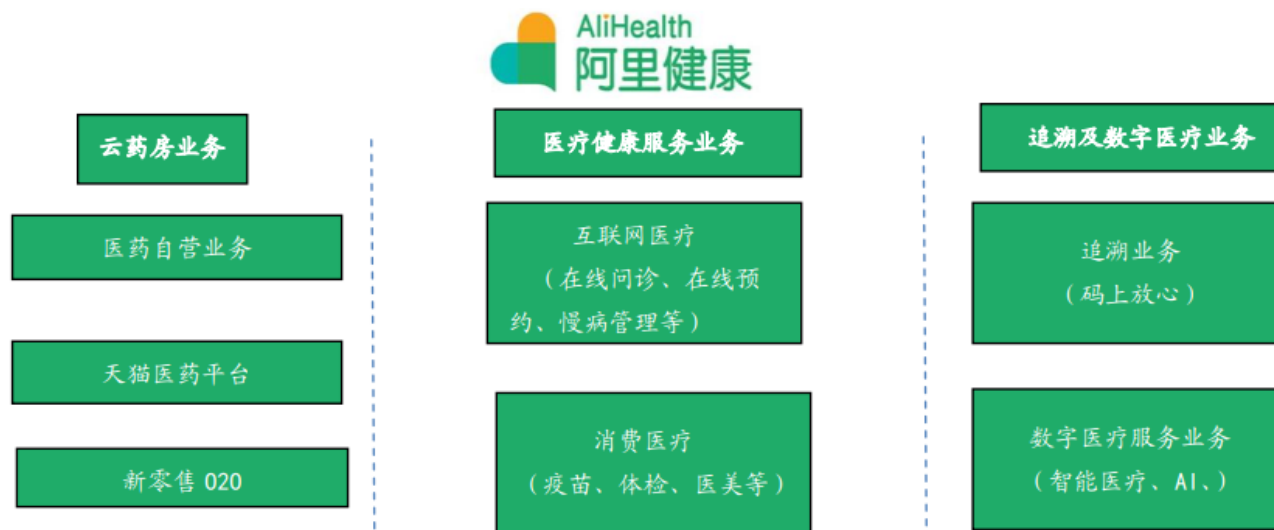 AliHealth
阿里健康
云药房业务
医药自营业务
天猫医药平台
新零售 020
医疗健康服务业务
互联网医疗
（在线问诊、在线预
约、慢病管理等）
消费医疗
（疫苗、体检、医美等）
追溯及数字医疗业务
追溯业务
（码上放心）
数字医疗服务业务
（智能医疗、AI、）